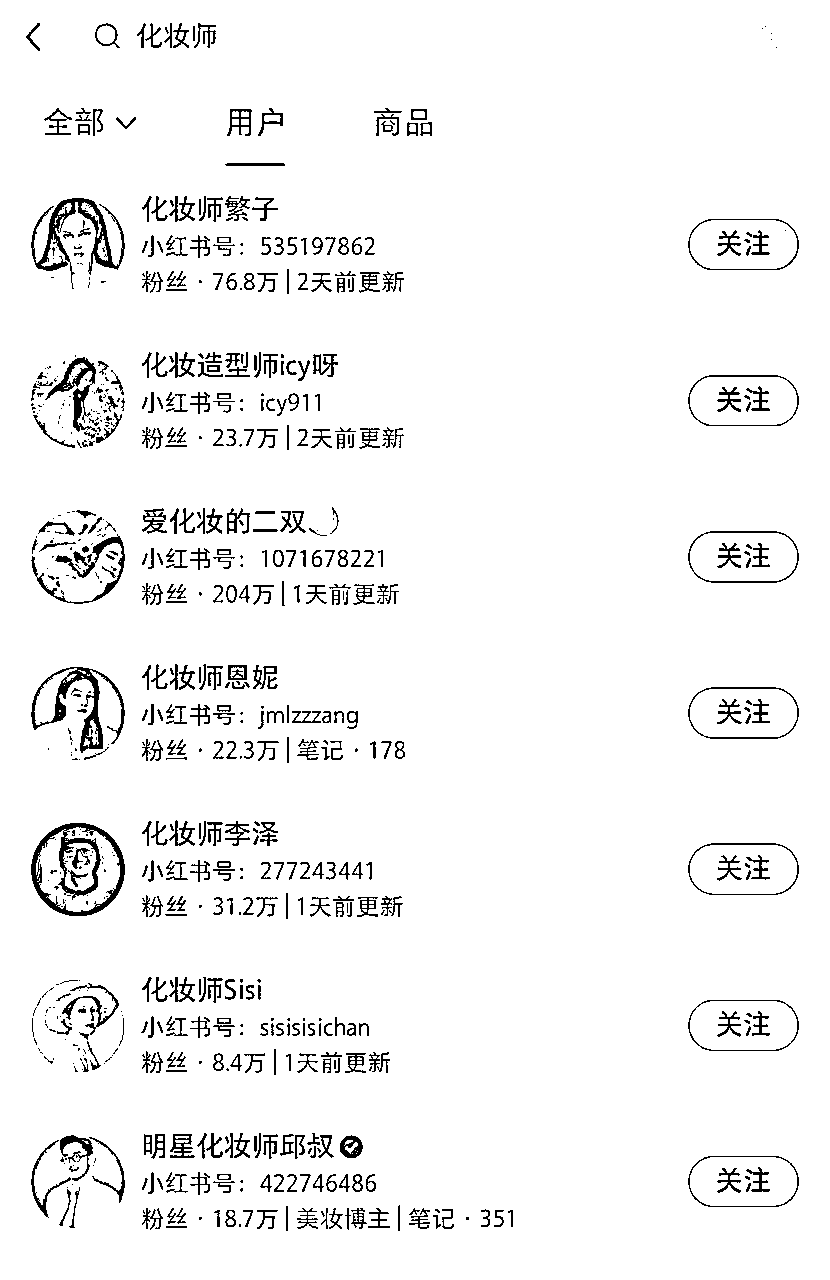 化妆师
全部 用户 商品
化妆师繁子
小红书号：535197862
粉丝·76.8万|2天前更新
关注
化妆造型师icy呀
小红书号：icy911
粉丝·23.7万|2天前更新
关注
爱化妆的二双◡̈
小红书号：1071678221
粉丝·204万|1天前更新
关注
化妆师恩妮
小红书号：jmlzzzang
粉丝·22.3万|笔记·178
关注
化妆师李泽
小红书号：277243441
粉丝·31.2万|1天前更新
关注
化妆师Sisi
小红书号：sisisisichan
粉丝·8.4万|1天前更新
关注
明星化妆师邱叔
小红书号：422746486
粉丝·18.7万|美妆博主|笔记·351
关注